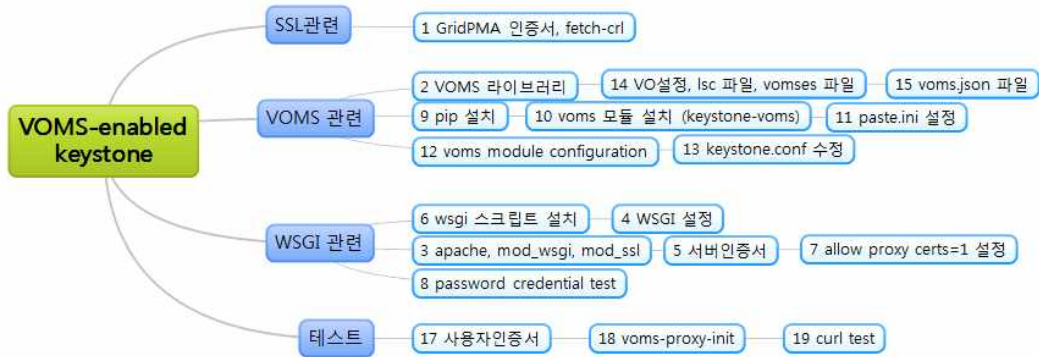 VOMS-enabled
keystone
SSL관련
1 GridPMA 인증서, fetch-crl
VOMS 관련
2 VOMS 라이브러리
14 VO설정, lsc 파일, vomses 파일
15 voms.json 파일
9 pip 설치
10 voms 모듈 설치 (keystone-voms)
11 paste.ini 설정
12 voms module configuration
13 keystone.conf 수정
WSGI 관련
6 wsgi 스크립트 설치
4 WSGI 설정
3 apache, mod_wsgi, mod_ssl
5 서버인증서
7 allow proxy certs=1 설정
8 password credential test
테스트
17 사용자인증서
18 voms-proxy-init
19 curl test